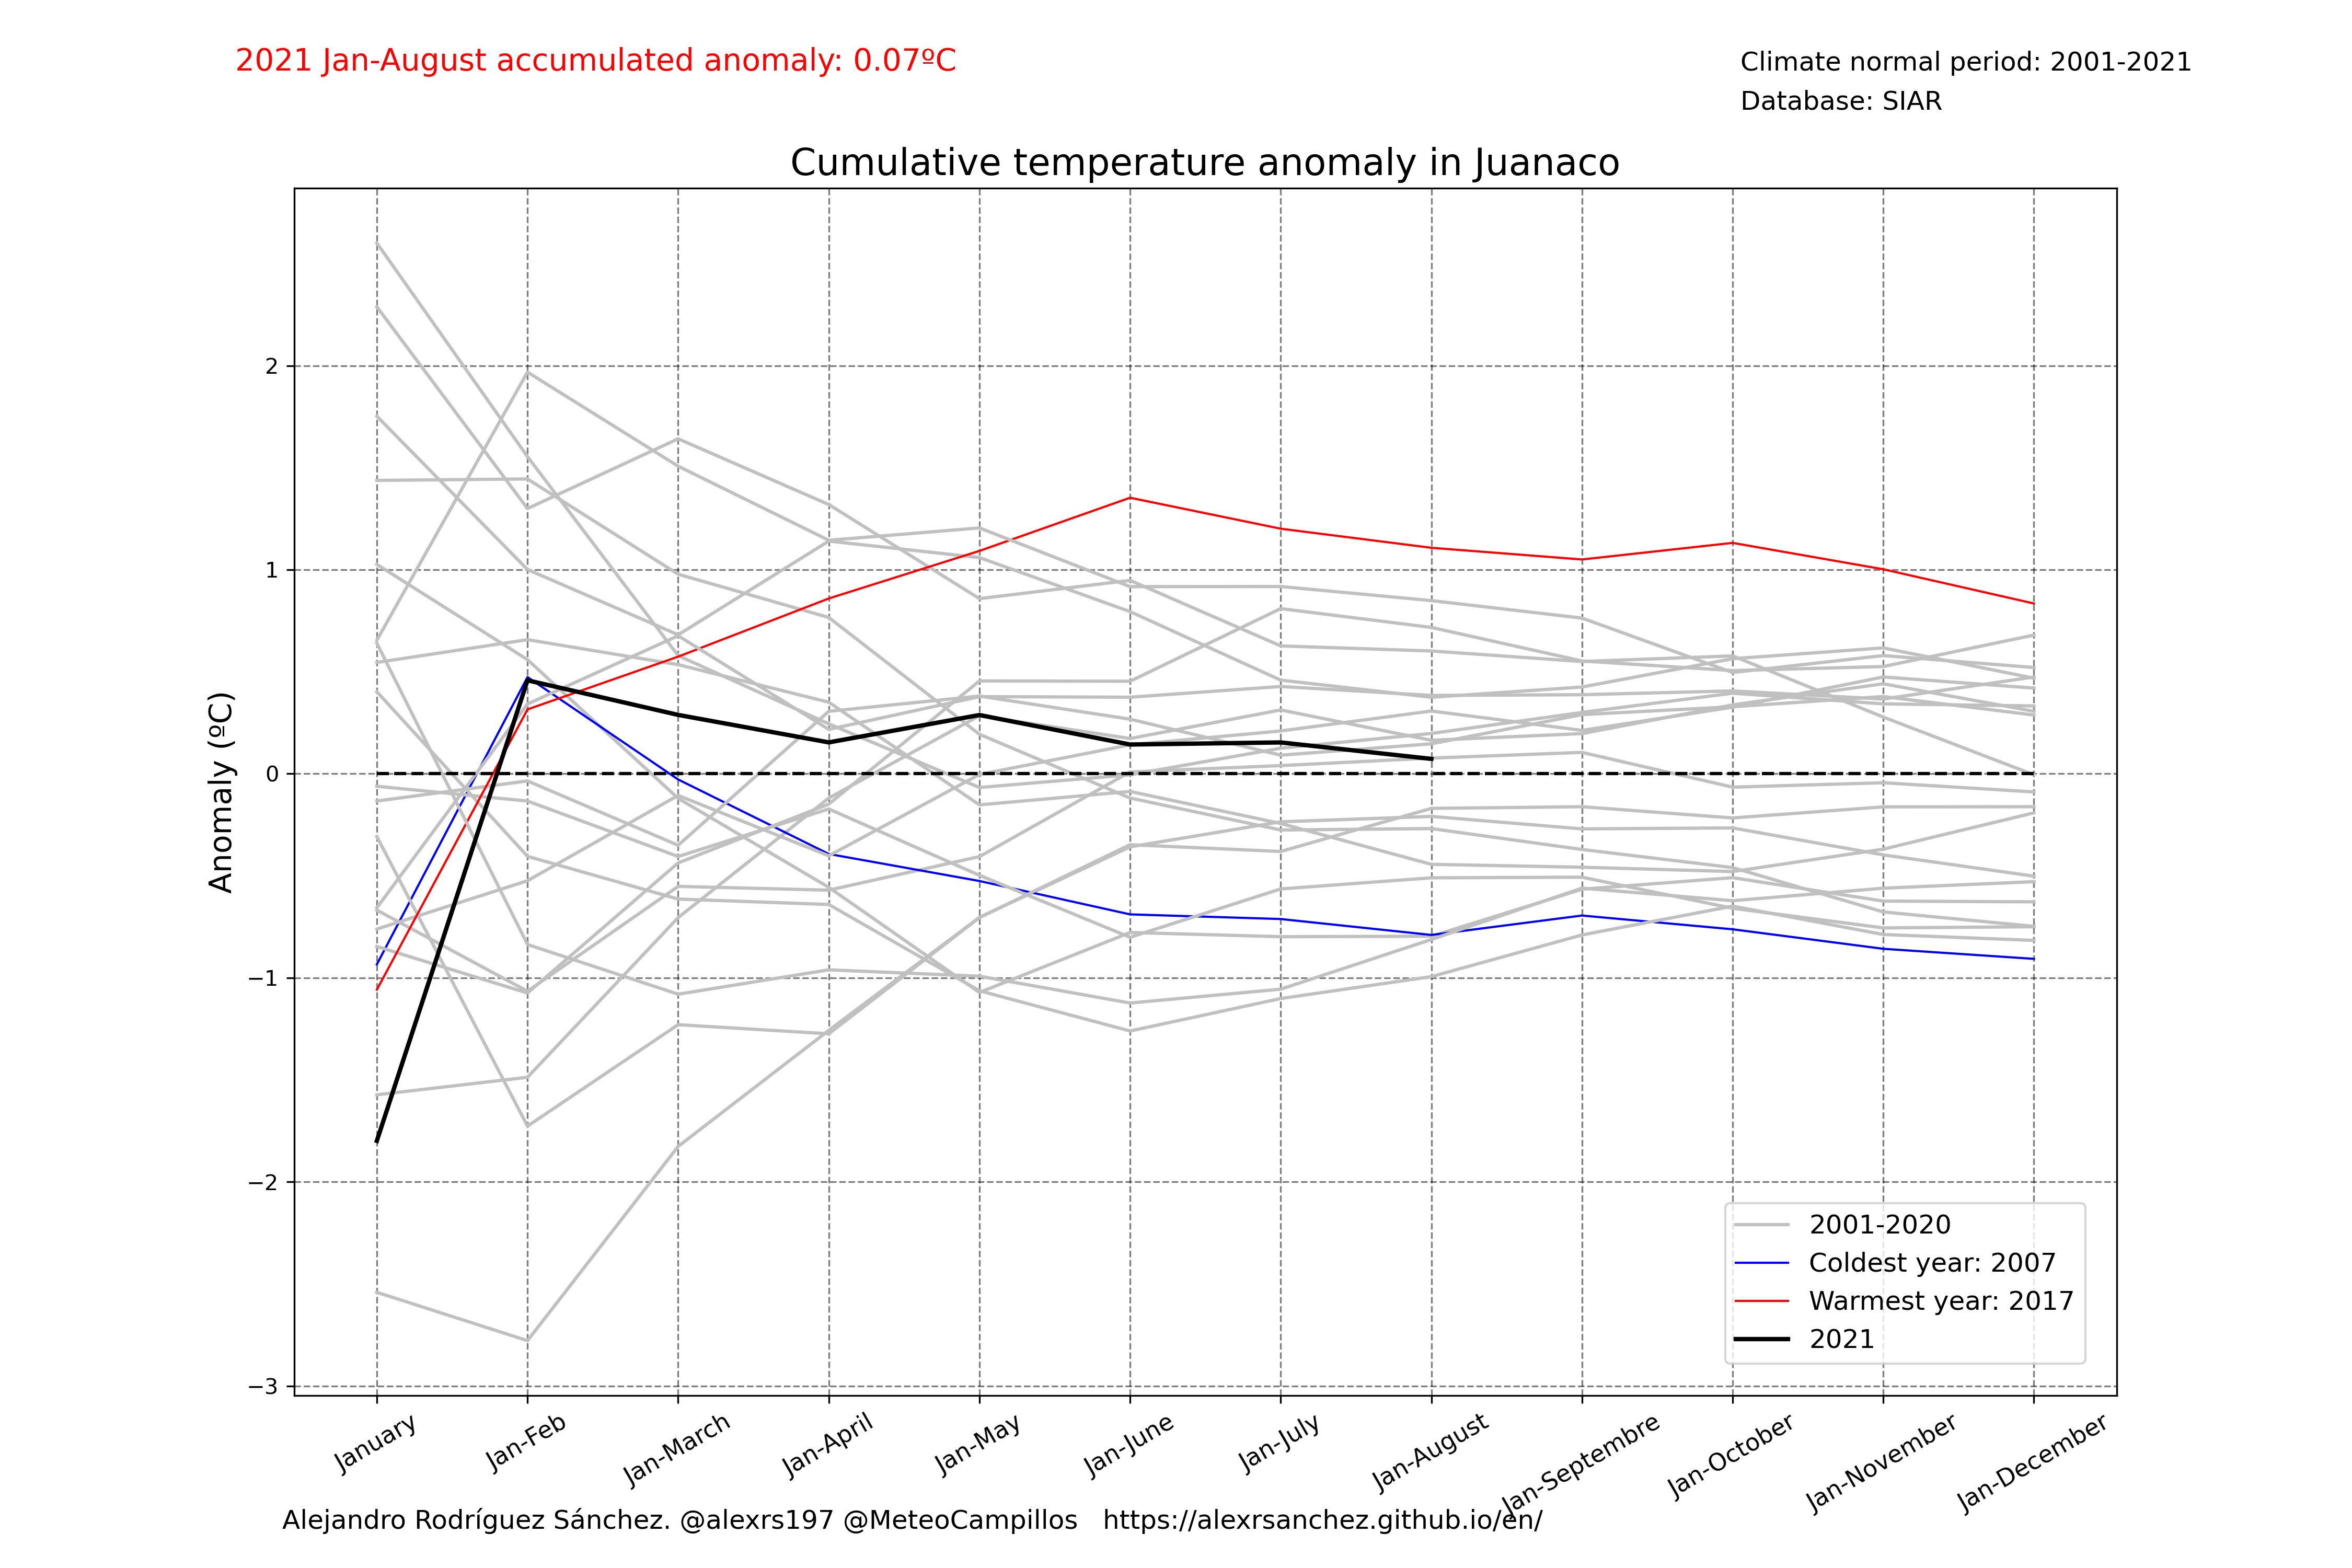 2021 Jan-August accumulated anomaly: 0.07ºC
Climate normal period: 2001-2021
Database: SIAR
Cumulative temperature anomaly in Juanaco
Anomaly (ºC)
2
1
0
−1
−2
−3
2001-2020
Coldest year: 2007
Warmest year: 2017
2021
January
Jan-Feb
Jan-March
Jan-April
Jan-May
Jan-June
Jan-July
Jan-August
Jan-Septembre
Jan-October
Jan-November
Jan-December
Alejandro Rodríguez Sánchez. @alexrs197 @MeteoCampillos   https://alexrsanchez.github.io/en/